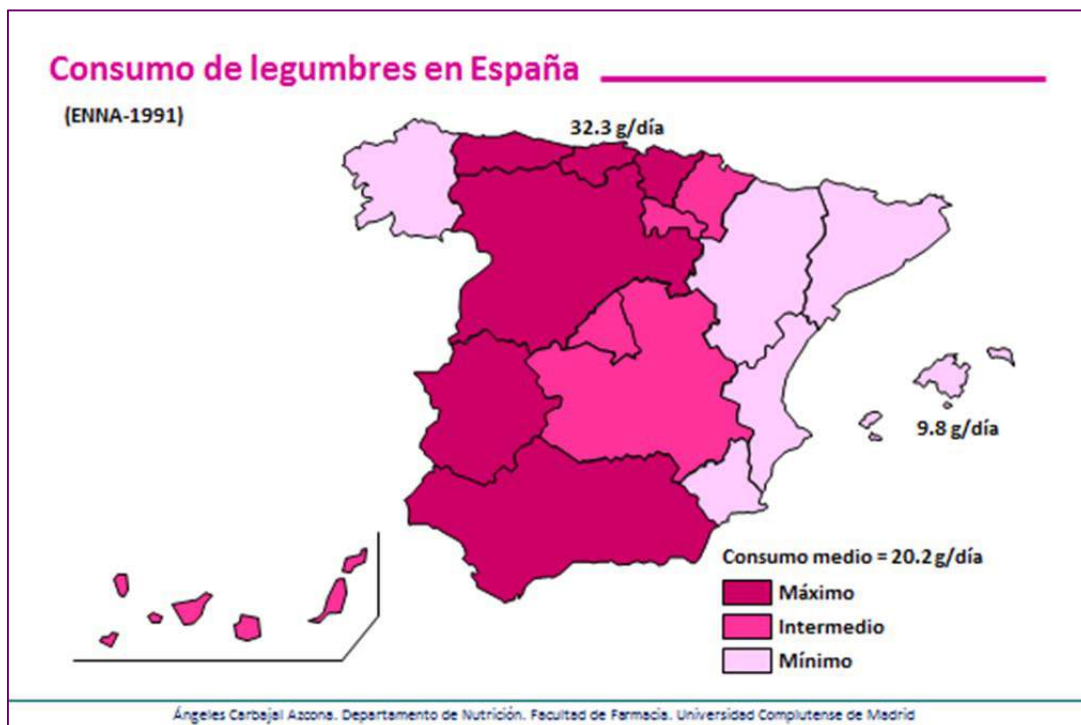 Consumo de legumbres en España
(ENNA-1991)
32.3 g/día
9.8 g/día
Consumo medio = 20.2 g/día
Máximo
Intermedio
Mínimo
Ángeles Carbajal Azcona. Departamento de Nutrición. Facultad de Farmacia. Universidad Complutense de Madrid